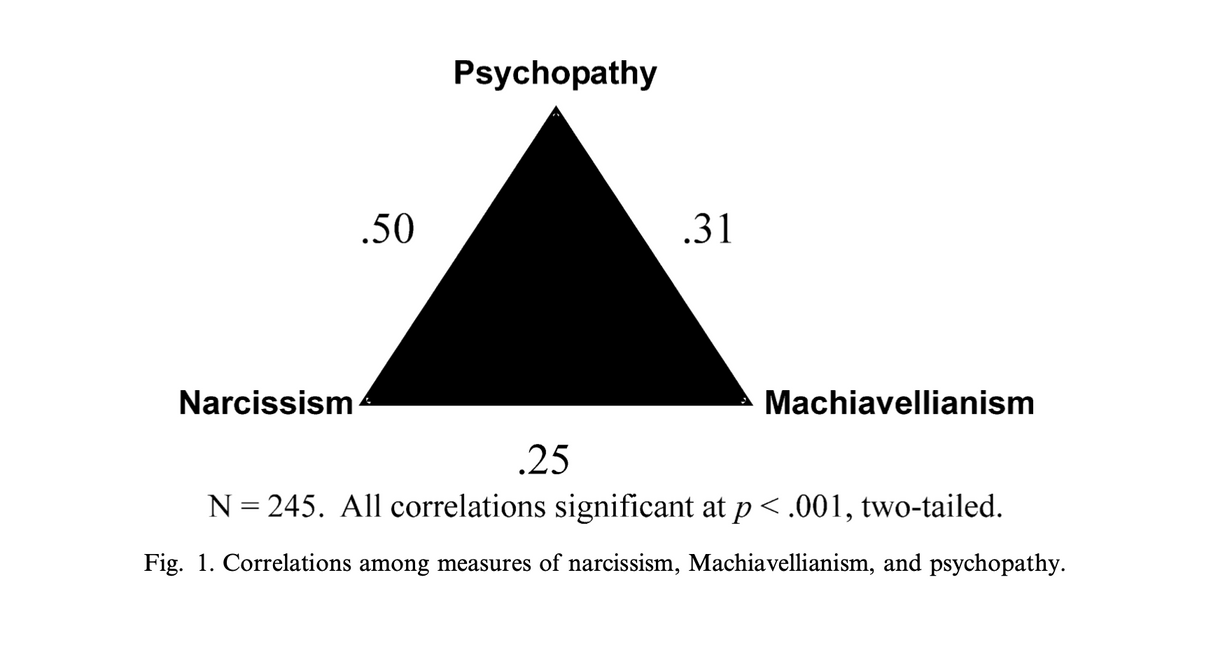 Psychopathy
.50
.31
Narcissism
Machiavellianism
.25
N = 245. All correlations significant at p < .001, two-tailed.
Fig. 1. Correlations among measures of narcissism, Machiavellianism, and psychopathy.